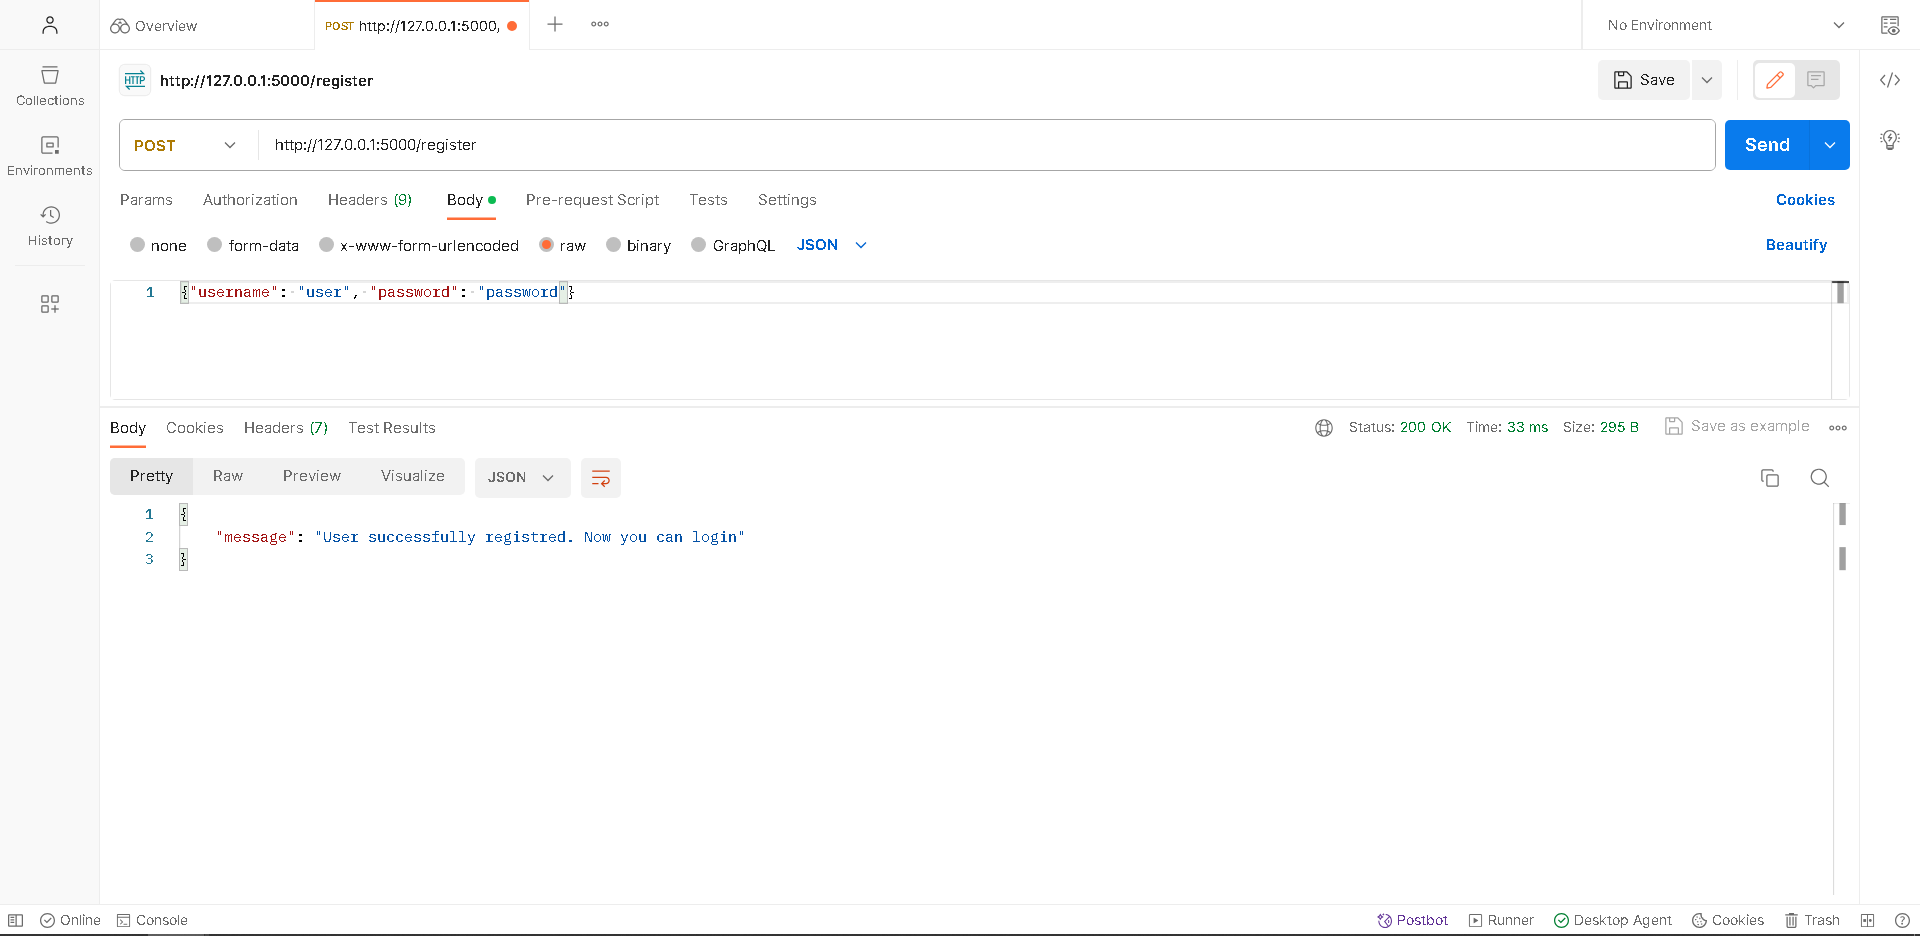 Overview
POST http://127.0.0.1:5000,
No Environment
Collections
Environments
History
HTTP http://127.0.0.1:5000/register
Save
POST http://127.0.0.1:5000/register
Send
Params Authorization Headers (9) Body Pre-request Script Tests Settings
Cookies
none form-data x-www-form-urlencoded raw binary GraphQL JSON
Beautify
1 {"username": "user", "password": "password"}
Body Cookies Headers (7) Test Results
Status: 200 OK Time: 33 ms Size: 295 B Save as example
Pretty Raw Preview Visualize JSON
1 {
2 "message": "User successfully registred. Now you can login"
3 }
Online Console
Postbot Runner Desktop Agent Cookies Trash